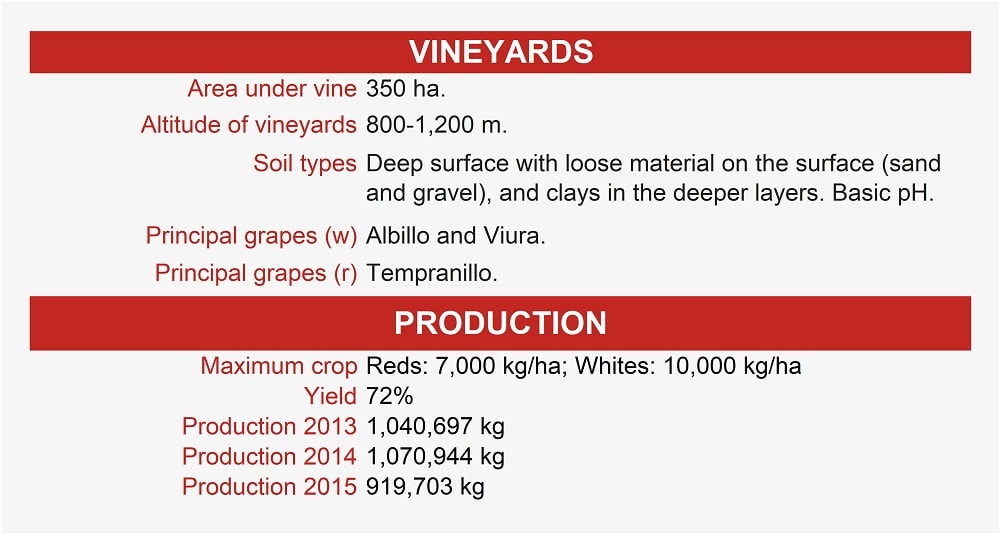 VINEYARDS
Area under vine 350 ha.
Altitude of vineyards 800-1,200 m.
Soil types Deep surface with loose material on the surface (sand
and gravel), and clays in the deeper layers. Basic pH.
Principal grapes (w) Albillo and Viura.
Principal grapes (r) Tempranillo.
PRODUCTION
Maximum crop Reds: 7,000 kg/ha; Whites: 10,000 kg/ha
Yield 72%
Production 2013 1,040,697 kg
Production 2014 1,070,944 kg
Production 2015 919,703 kg